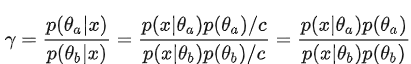 γ = p(θ_a|x) / p(θ_b|x) = p(x|θ_a)p(θ_a)/c / p(x|θ_b)p(θ_b)/c = p(x|θ_a)p(θ_a) / p(x|θ_b)p(θ_b)